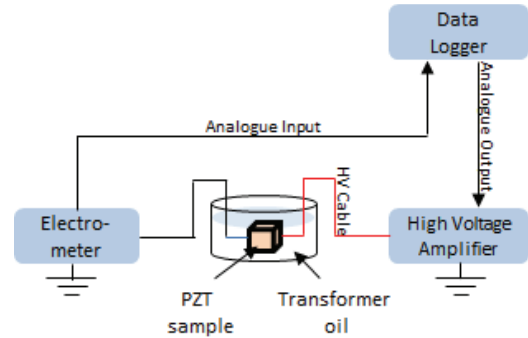 Data
Logger
Analogue Input
Analogue Output
HV Cable
Electro-
meter
High Voltage
Amplifier
PZT
sample
Transformer
oil